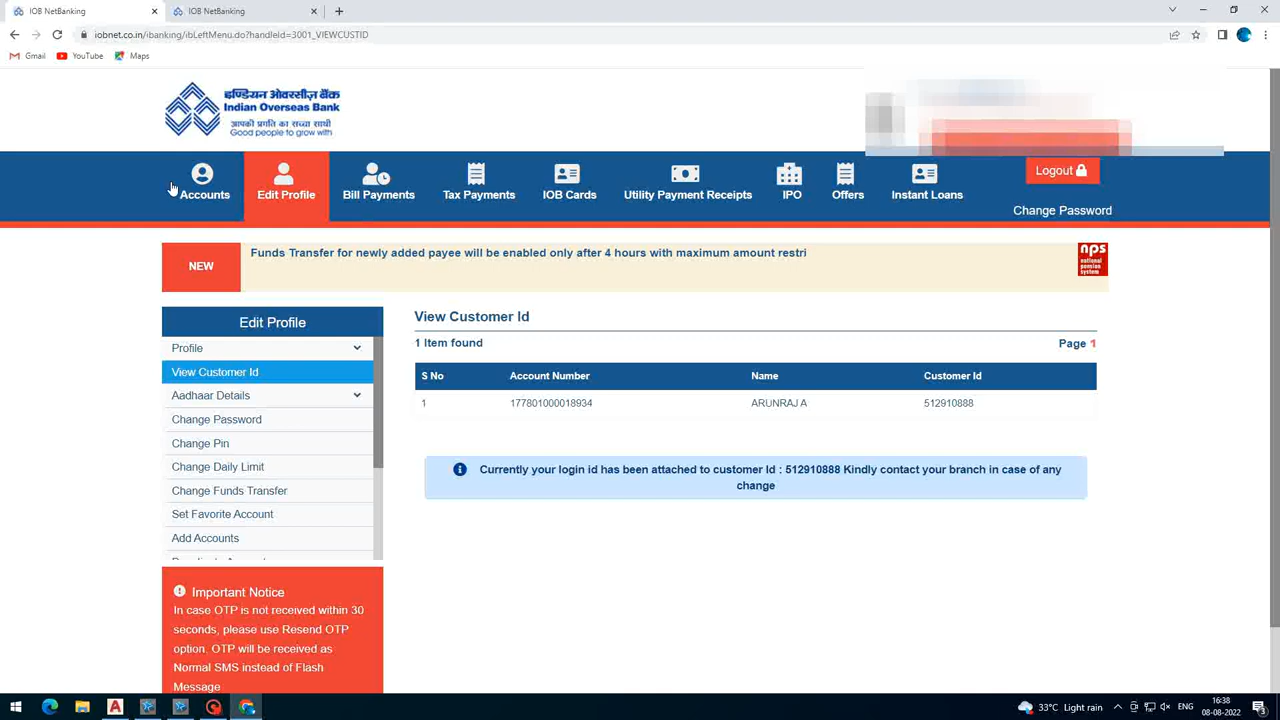 IOB NetBanking
IOB NetBanking
iobnet.co.in/ibanking/ibLeftMenu.do?handleid=3001_VIEWCUSTID
Gmail YouTube Maps
इण्डियन ओवरसीज़ बैंक
Indian Overseas Bank
आपकी प्रगति का सच्चा साथी
Good people to grow with
Accounts Edit Profile Bill Payments Tax Payments IOB Cards Utility Payment Receipts IPO Offers Instant Loans
Logout
Change Password
NEW
Funds Transfer for newly added payee will be enabled only after 4 hours with maximum amount restri
nps
national
pension
system
Edit Profile
Profile
View Customer Id
Aadhaar Details
Change Password
Change Pin
Change Daily Limit
Change Funds Transfer
Set Favorite Account
Add Accounts
View Customer Id
1 Item found Page 1
S No Account Number Name Customer Id
1 177801000018934 ARUNRAJ A 512910888
Currently your login id has been attached to customer Id : 512910888 Kindly contact your branch in case of any
change
Important Notice
In case OTP is not received within 30
seconds, please use Resend OTP
option. OTP will be received as
Normal SMS instead of Flash
Message
33°C Light rain
ENG
16:38
08-08-2022
3